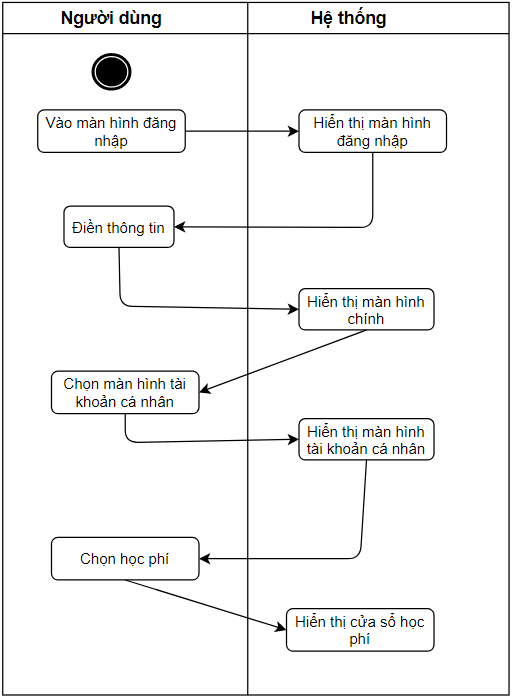 Người dùng
Hệ thống
Vào màn hình đăng
nhập
Hiển thị màn hình
đăng nhập
Điền thông tin
Hiển thị màn hình
chính
Chọn màn hình tài
khoản cá nhân
Hiển thị màn hình
tài khoản cá nhân
Chọn học phí
Hiển thị cửa sổ học
phí